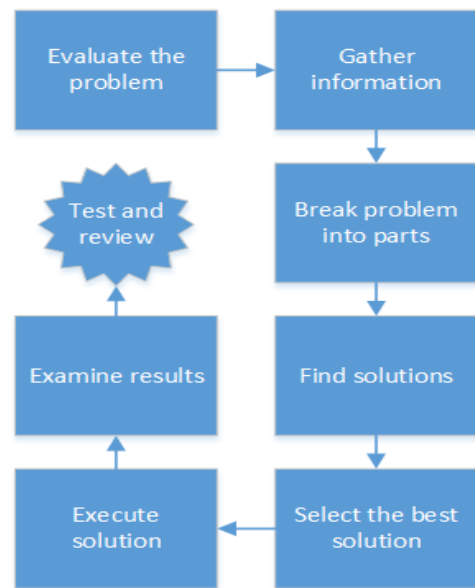 Evaluate the
problem
Gather
information
Break problem
into parts
Find solutions
Select the best
solution
Execute
solution
Examine results
Test and
review